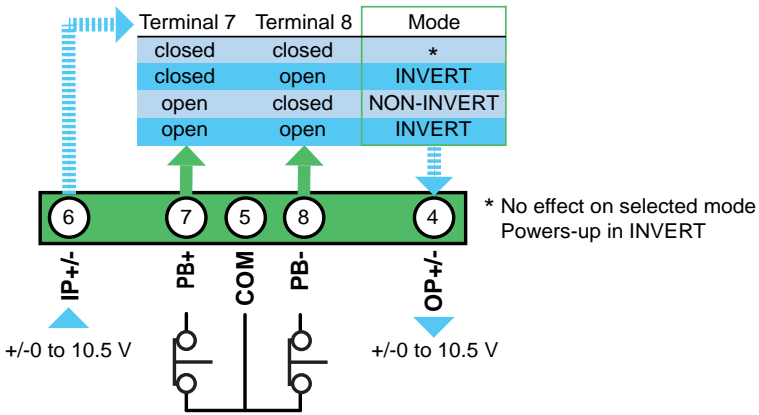 Terminal 7 Terminal 8 Mode
closed closed *
closed open INVERT
open closed NON-INVERT
open open INVERT
6 7 5 8 4
* No effect on selected mode
Powers-up in INVERT
IP+/- PB+ COM PB- OP+/-
+/-0 to 10.5 V +/-0 to 10.5 V